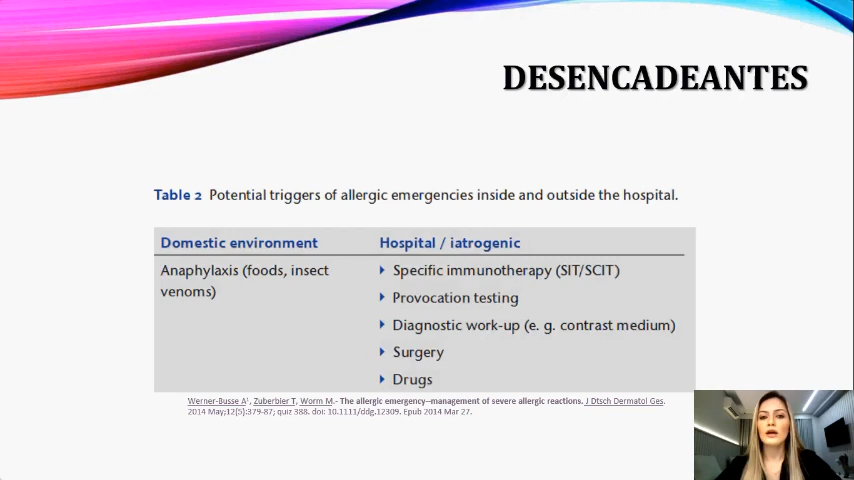 DESENCADEANTES
Table 2 Potential triggers of allergic emergencies inside and outside the hospital.
Domestic environment Hospital / iatrogenic
Anaphylaxis (foods, insect
venoms)
Specific immunotherapy (SIT/SCIT)
Provocation testing
Diagnostic work-up (e. g. contrast medium)
Surgery
Drugs
Werner-Busse A¹, Zuberbier T, Worm M.- The allergic emergency–management of severe allergic reactions. J Dtsch Dermatol Ges.
2014 May;12(5):379-87; quiz 388. doi: 10.1111/ddg.12309. Epub 2014 Mar 27.